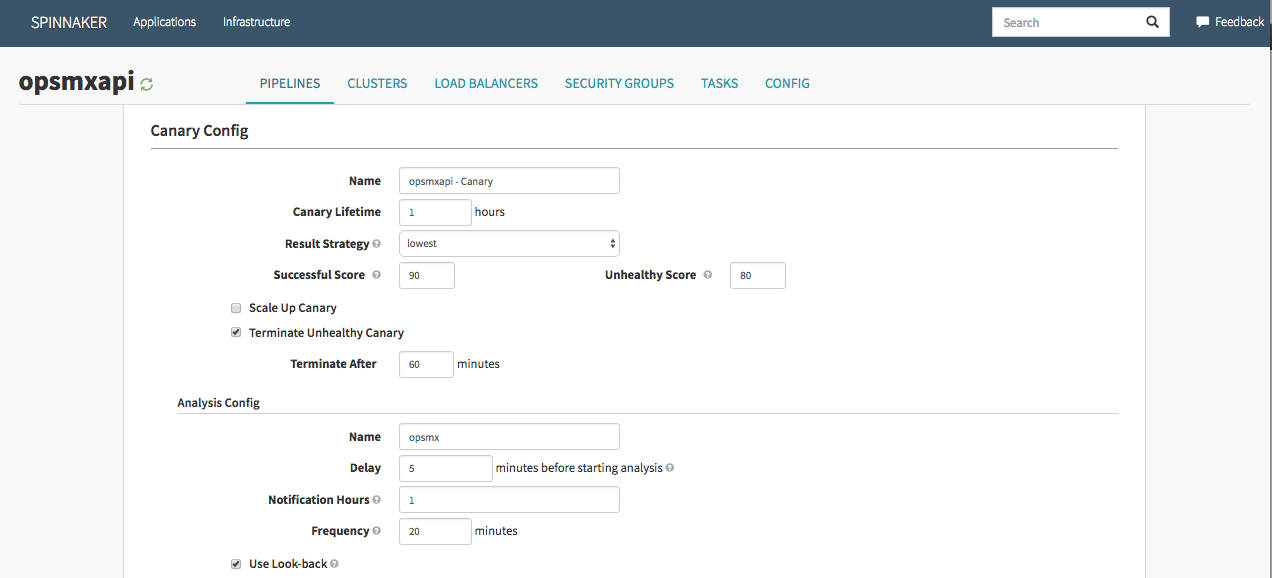 SPINNAKER Applications Infrastructure Search Feedback
opsmxapi PIPELINES CLUSTERS LOAD BALANCERS SECURITY GROUPS TASKS CONFIG
Canary Config
Name opsmxapi - Canary
Canary Lifetime 1 hours
Result Strategy lowest
Successful Score 90 Unhealthy Score 80
Scale Up Canary
Terminate Unhealthy Canary
Terminate After 60 minutes
Analysis Config
Name opsmx
Delay 5 minutes before starting analysis
Notification Hours 1
Frequency 20 minutes
Use Look-back